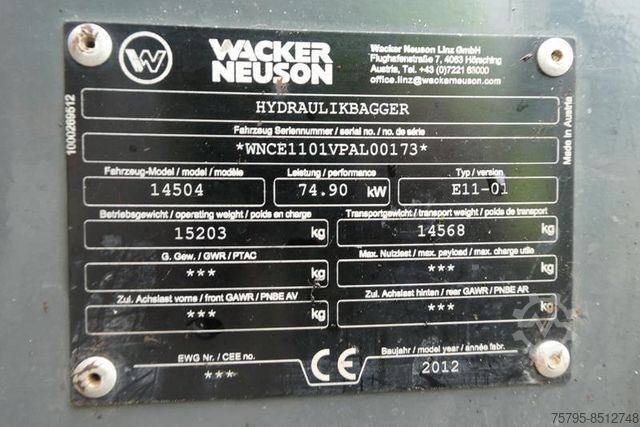 WACKER
NEUSON
Wacker Neuson Linz GmbH
Flughafenstraße 7, 4063 Hörsching
Austria, Tel. +43 (0)7221 63000
office.linz@wackerneuson.com
1000269512
HYDRAULIKBAGGER
Made in Austria
Fahrzeug Seriennummer / serial no. / no. de série
*WNCE1101VPAL00173*
Fahrzeug-Model / model / modèle Leistung / performance Typ / version
14504 74.90 kW E11-01
Betriebsgewicht / operating weight / poids en charge Transportgewicht / transport weight / poids de transport
15203 kg 14568 kg
G. Gew. / GWR / PTAC Max. Nutzlast / max. payload / max. charge utile
*** kg *** kg
Zul. Achslast vorne / front GAWR / PNBE AV Zul. Achslast hinten / rear GAWR / PNBE AR
*** kg *** kg
EWG Nr. / CEE no. CE Baujahr / model year / année fabr.
*** 2012
75795-8512748